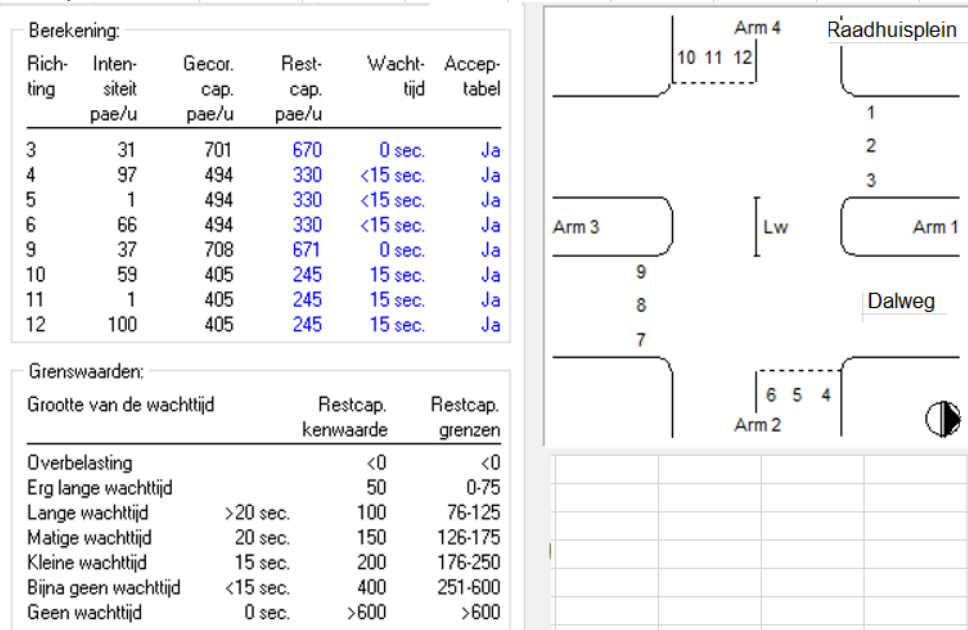 Berekening:
Rich- Inten- Gecor. Rest- Wacht- Accep-
ting siteit cap. cap. tijd tabel
pae/u pae/u pae/u
3 31 701 670 0 sec. Ja
4 97 494 330 <15 sec. Ja
5 1 494 330 <15 sec. Ja
6 66 494 330 <15 sec. Ja
9 37 708 671 0 sec. Ja
10 59 405 245 15 sec. Ja
11 1 405 245 15 sec. Ja
12 100 405 245 15 sec. Ja
Grenswaarden:
Grootte van de wachttijd Restcap. Restcap.
kenwaarde grenzen
Overbelasting <0 <0
Erg lange wachttijd 50 0-75
Lange wachttijd >20 sec. 100 76-125
Matige wachttijd 20 sec. 150 126-175
Kleine wachttijd 15 sec. 200 176-250
Bijna geen wachttijd <15 sec. 400 251-600
Geen wachttijd 0 sec. >600 >600
Arm 4 Raadhuisplein
10 11 12
1
2
3
Arm 3 Lw Arm 1
9
8 Dalweg
7
6 5 4
Arm 2